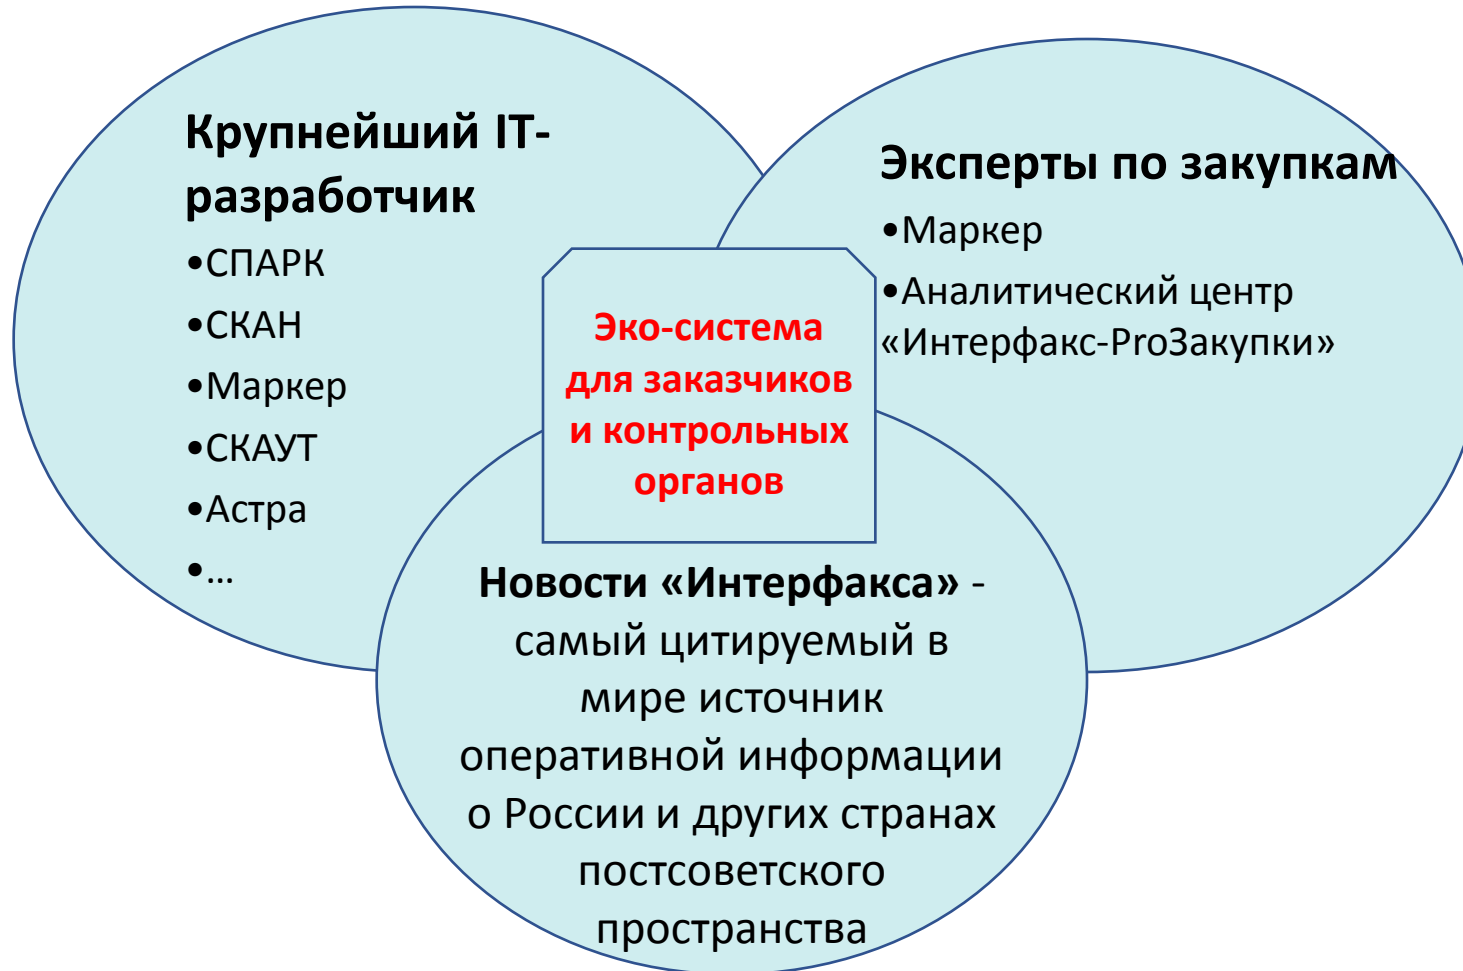 Крупнейший IT-
разработчик
•СПАРК
•СКАН
•Маркер
•СКАУТ
•Астра
•...
Эксперты по закупкам
•Маркер
•Аналитический центр
«Интерфакс-ProЗакупки»
Эко-система
для заказчиков
и контрольных
органов
Новости «Интерфакса» -
самый цитируемый в
мире источник
оперативной информации
о России и других странах
постсоветского
пространства